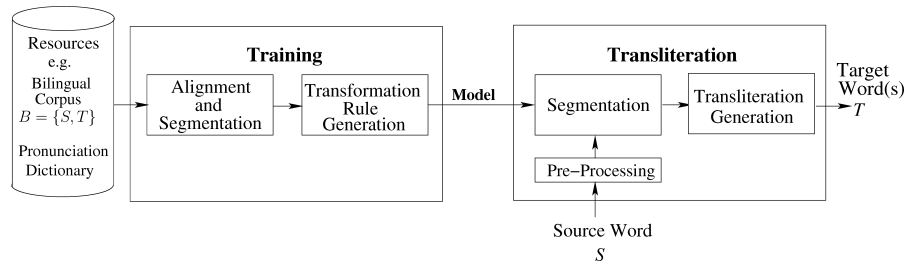 Resources
e.g.
Bilingual
Corpus
B = {S, T}
Pronunciation
Dictionary
Training
Alignment
and
Segmentation
Transformation
Rule
Generation
Model
Transliteration
Segmentation
Pre−Processing
Transliteration
Generation
Source Word
S
Target
Word(s)
T